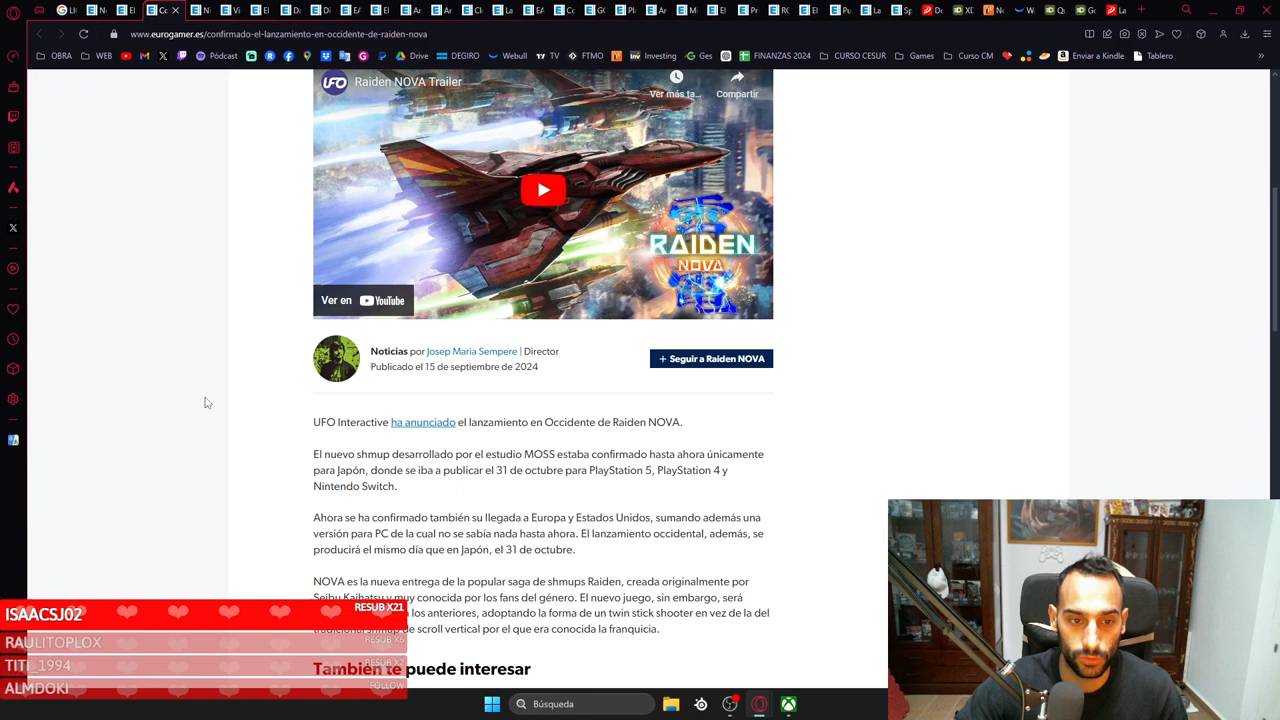 Co
El
www.eurogamer.es/confirmado-el-lanzamiento-en-occidente-de-raiden-nova
OBRA WEB Pódcast Drive DEGIRO Webull TV FTMO Investing Ges FINANZAS 2024 CURSO CESUR Games Curso CM Enviar a Kindle Tablero
UFO Raiden NOVA Trailer
Ver más ta... Compartir
RAIDEN
NOVA
Ver en YouTube
Noticias por Josep Maria Sempere | Director
Publicado el 15 de septiembre de 2024
+ Seguir a Raiden NOVA
UFO Interactive ha anunciado el lanzamiento en Occidente de Raiden NOVA.
El nuevo shmup desarrollado por el estudio MOSS estaba confirmado hasta ahora únicamente
para Japón, donde se iba a publicar el 31 de octubre para PlayStation 5, PlayStation 4 y
Nintendo Switch.
Ahora se ha confirmado también su llegada a Europa y Estados Unidos, sumando además una
versión para PC de la cual no se sabía nada hasta ahora. El lanzamiento occidental, además, se
producirá el mismo día que en Japón, el 31 de octubre.
NOVA es la nueva entrega de la popular saga de shmups Raiden, creada originalmente por
Seibu Kaihatsu y muy conocida por los fans del género. El nuevo juego, sin embargo, será
los anteriores, adoptando la forma de un twin stick shooter en vez de la del
tradicional shmup de scroll vertical por el que era conocida la franquicia.
También te puede interesar
ISAACSJ02 RESUB X21
RAULITOPLOX RESUB X6
TITI_1994 RESUB X2
ALMDOKI FOLLOW
Búsqueda